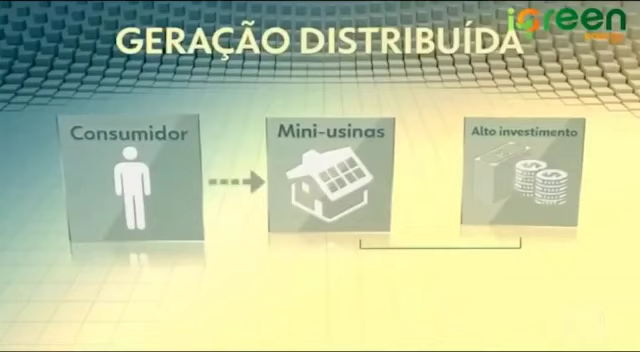 iGreen
GERAÇÃO DISTRIBUÍDA
Consumidor
Mini-usinas
Alto investimento